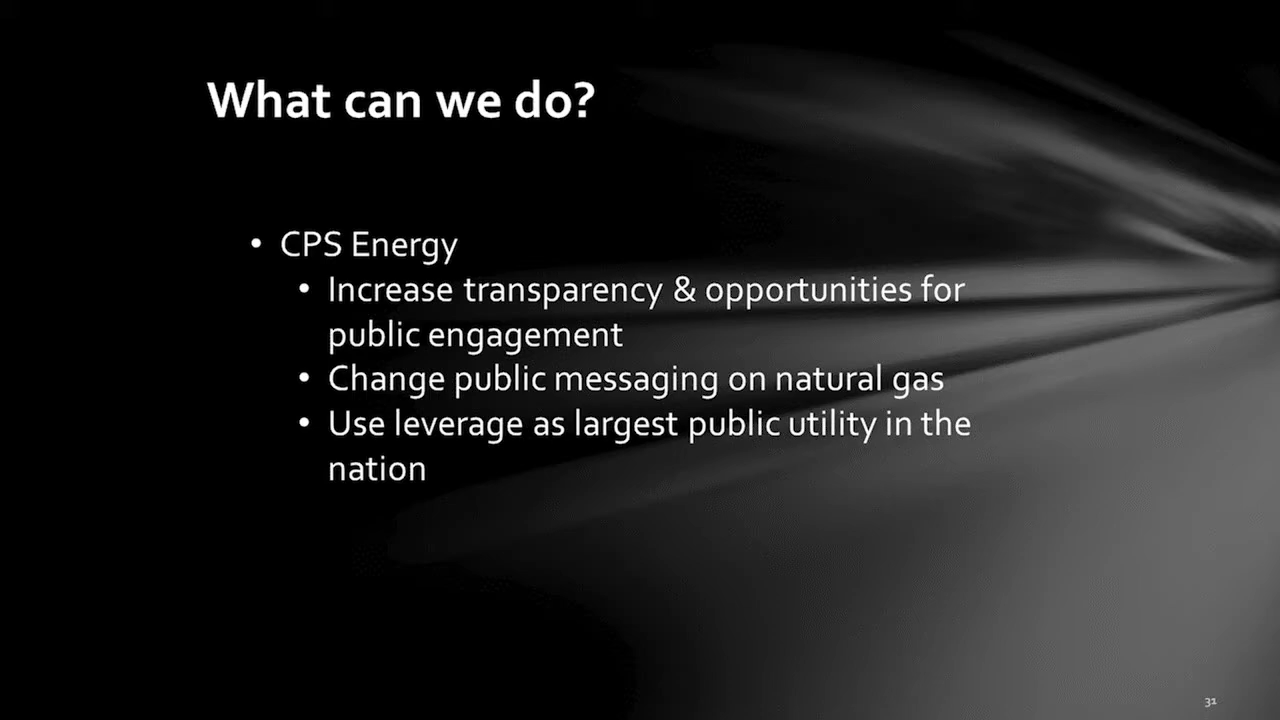 What can we do?
• CPS Energy
• Increase transparency & opportunities for
public engagement
• Change public messaging on natural gas
• Use leverage as largest public utility in the
nation
31